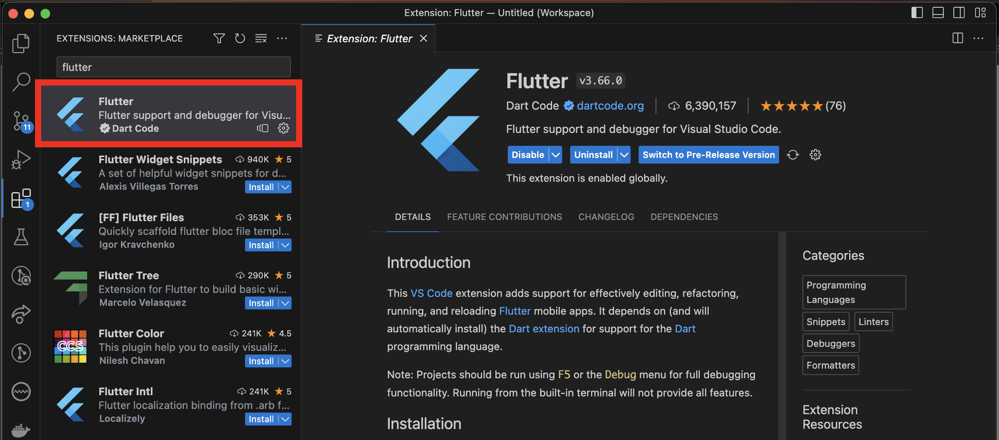 Extension: Flutter — Untitled (Workspace)
EXTENSIONS: MARKETPLACE
flutter
Flutter
Flutter support and debugger for Visu...
Dart Code
Flutter Widget Snippets 940K ★ 5
A set of helpful widget snippets for d...
Alexis Villegas Torres Install
[FF] Flutter Files 353K ★ 5
Quickly scaffold flutter bloc file templ...
Igor Kravchenko Install
Flutter Tree 290K ★ 5
Extension for Flutter to build basic wi...
Marcelo Velasquez Install
Flutter Color 241K ★ 4.5
This plugin help you to easily visualiz...
Nilesh Chavan Install
CCS
Flutter Intl 241K ★ 5
Flutter localization binding from .arb f...
Localizely Install
11
1
Extension: Flutter
Flutter v3.66.0
Dart Code dartcode.org 6,390,157 ★★★★★(76)
Flutter support and debugger for Visual Studio Code.
Disable Uninstall Switch to Pre-Release Version
This extension is enabled globally.
DETAILS FEATURE CONTRIBUTIONS CHANGELOG DEPENDENCIES
Introduction
This VS Code extension adds support for effectively editing, refactoring,
running, and reloading Flutter mobile apps. It depends on (and will
automatically install) the Dart extension for support for the Dart
programming language.
Note: Projects should be run using F5 or the Debug menu for full debugging
functionality. Running from the built-in terminal will not provide all features.
Installation
Categories
Programming
Languages
Snippets Linters
Debuggers
Formatters
Extension
Resources